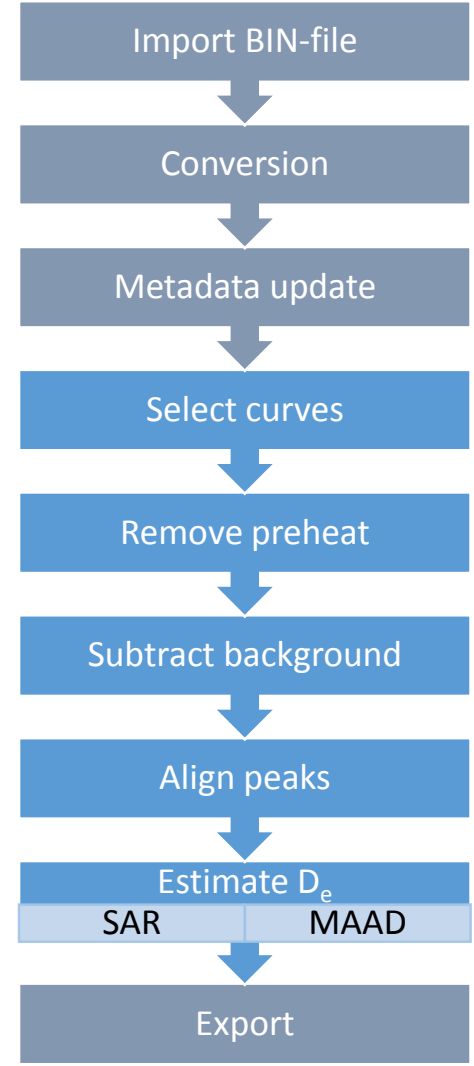 Import BIN-file
Conversion
Metadata update
Select curves
Remove preheat
Subtract background
Align peaks
Estimate Dₑ
SAR MAAD
Export